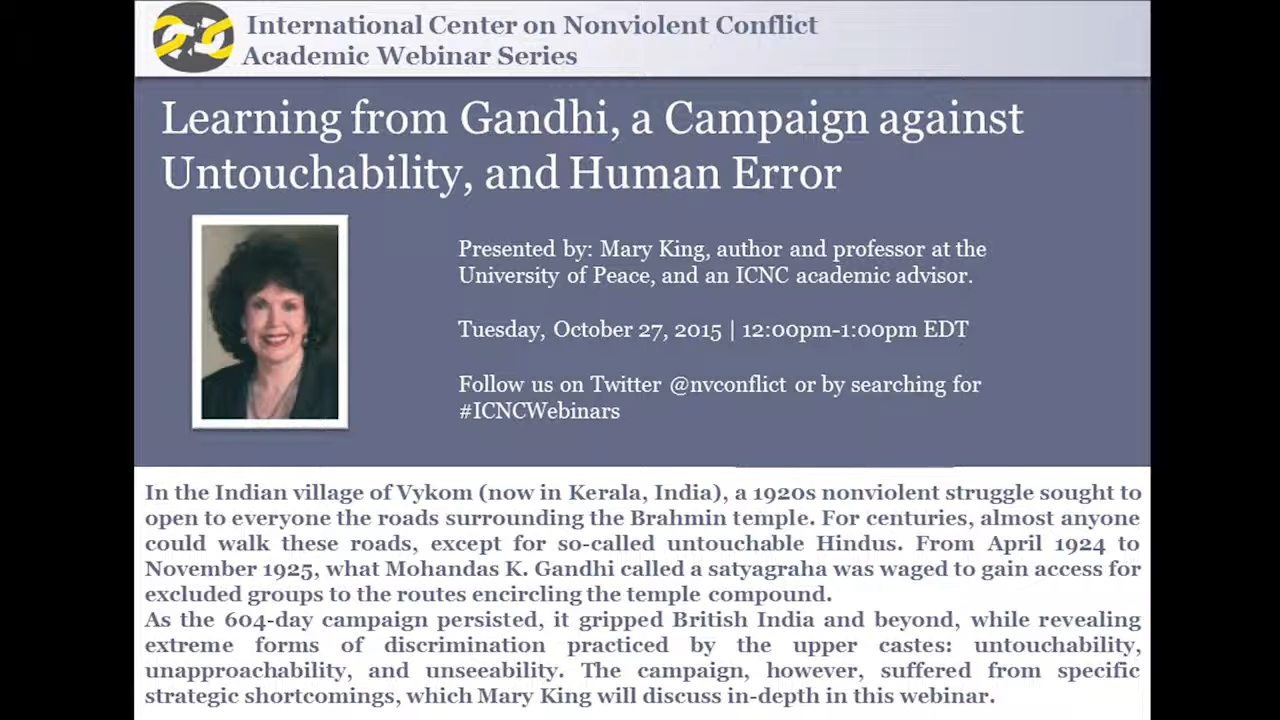 International Center on Nonviolent Conflict
Academic Webinar Series
Learning from Gandhi, a Campaign against
Untouchability, and Human Error
Presented by: Mary King, author and professor at the
University of Peace, and an ICNC academic advisor.
Tuesday, October 27, 2015 | 12:00pm-1:00pm EDT
Follow us on Twitter @nvconflict or by searching for
#ICNCWebinars
In the Indian village of Vykom (now in Kerala, India), a 1920s nonviolent struggle sought to
open to everyone the roads surrounding the Brahmin temple. For centuries, almost anyone
could walk these roads, except for so-called untouchable Hindus. From April 1924 to
November 1925, what Mohandas K. Gandhi called a satyagraha was waged to gain access for
excluded groups to the routes encircling the temple compound.
As the 604-day campaign persisted, it gripped British India and beyond, while revealing
extreme forms of discrimination practiced by the upper castes: untouchability,
unapproachability, and unseeability. The campaign, however, suffered from specific
strategic shortcomings, which Mary King will discuss in-depth in this webinar.